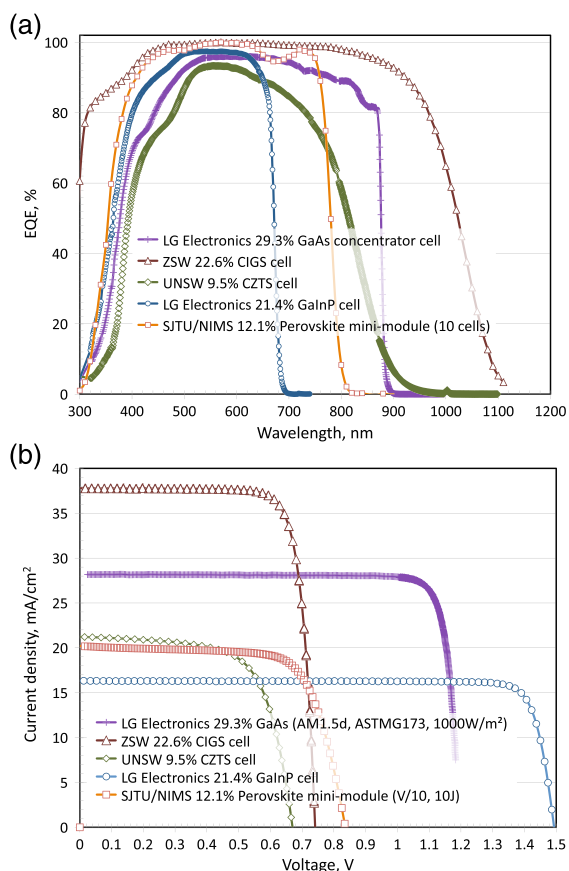 (a)
100
80
60
40
20
0
EQE, %
LG Electronics 29.3% GaAs concentrator cell
ZSW 22.6% CIGS cell
UNSW 9.5% CZTS cell
LG Electronics 21.4% GaInP cell
SJTU/NIMS 12.1% Perovskite mini-module (10 cells)
300 400 500 600 700 800 900 1000 1100 1200
Wavelength, nm
(b)
40
35
30
25
20
15
10
5
0
Current density, mA/cm²
LG Electronics 29.3% GaAs (AM1.5d, ASTMG173, 1000W/m²)
ZSW 22.6% CIGS cell
UNSW 9.5% CZTS cell
LG Electronics 21.4% GaInP cell
SJTU/NIMS 12.1% Perovskite mini-module (V/10, 10J)
0 0.1 0.2 0.3 0.4 0.5 0.6 0.7 0.8 0.9 1 1.1 1.2 1.3 1.4 1.5
Voltage, V